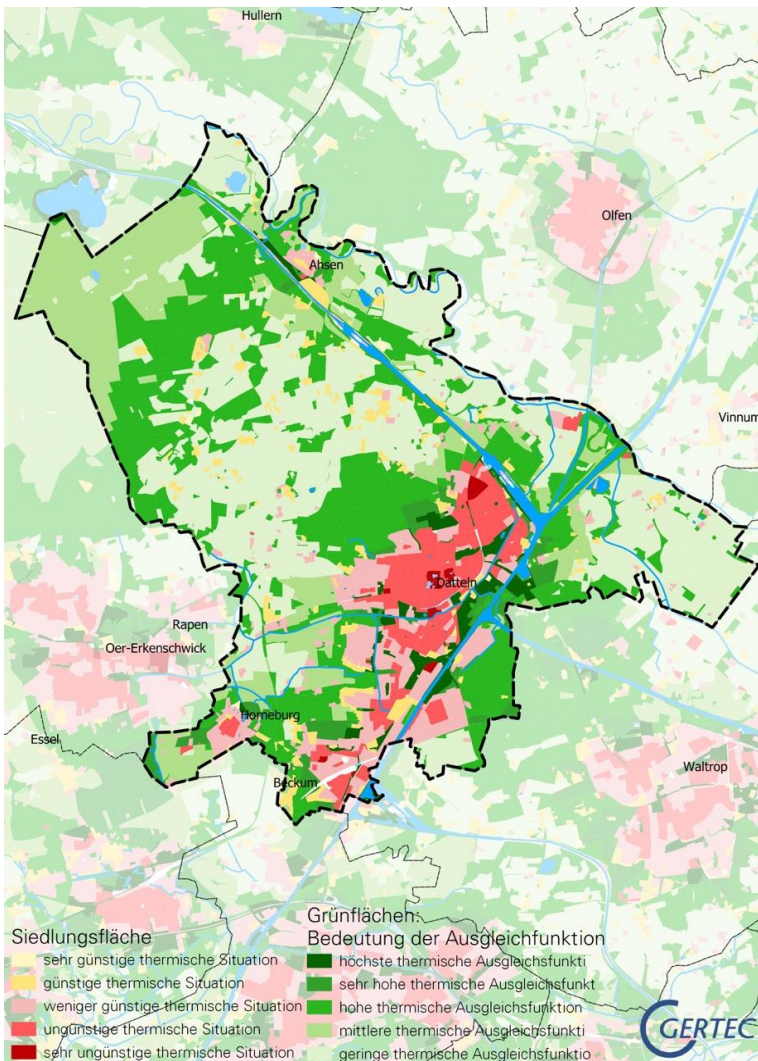 Hullern
Olfen
Ahsen
Vinnum
Datteln
Rapen
Oer-Erkenschwick
Horneburg
Essel
Waltrop
Beckum
Siedlungsfläche
sehr günstige thermische Situation
günstige thermische Situation
weniger günstige thermische Situation
ungünstige thermische Situation
sehr ungünstige thermische Situation
Grünflächen:
Bedeutung der Ausgleichfunktion
höchste thermische Ausgleichsfunkti
sehr hohe thermische Ausgleichsfunkt
hohe thermische Ausgleichsfunktion
mittlere thermische Ausgleichsfunkti
geringe thermische Ausgleichsfunktio
GERTEC